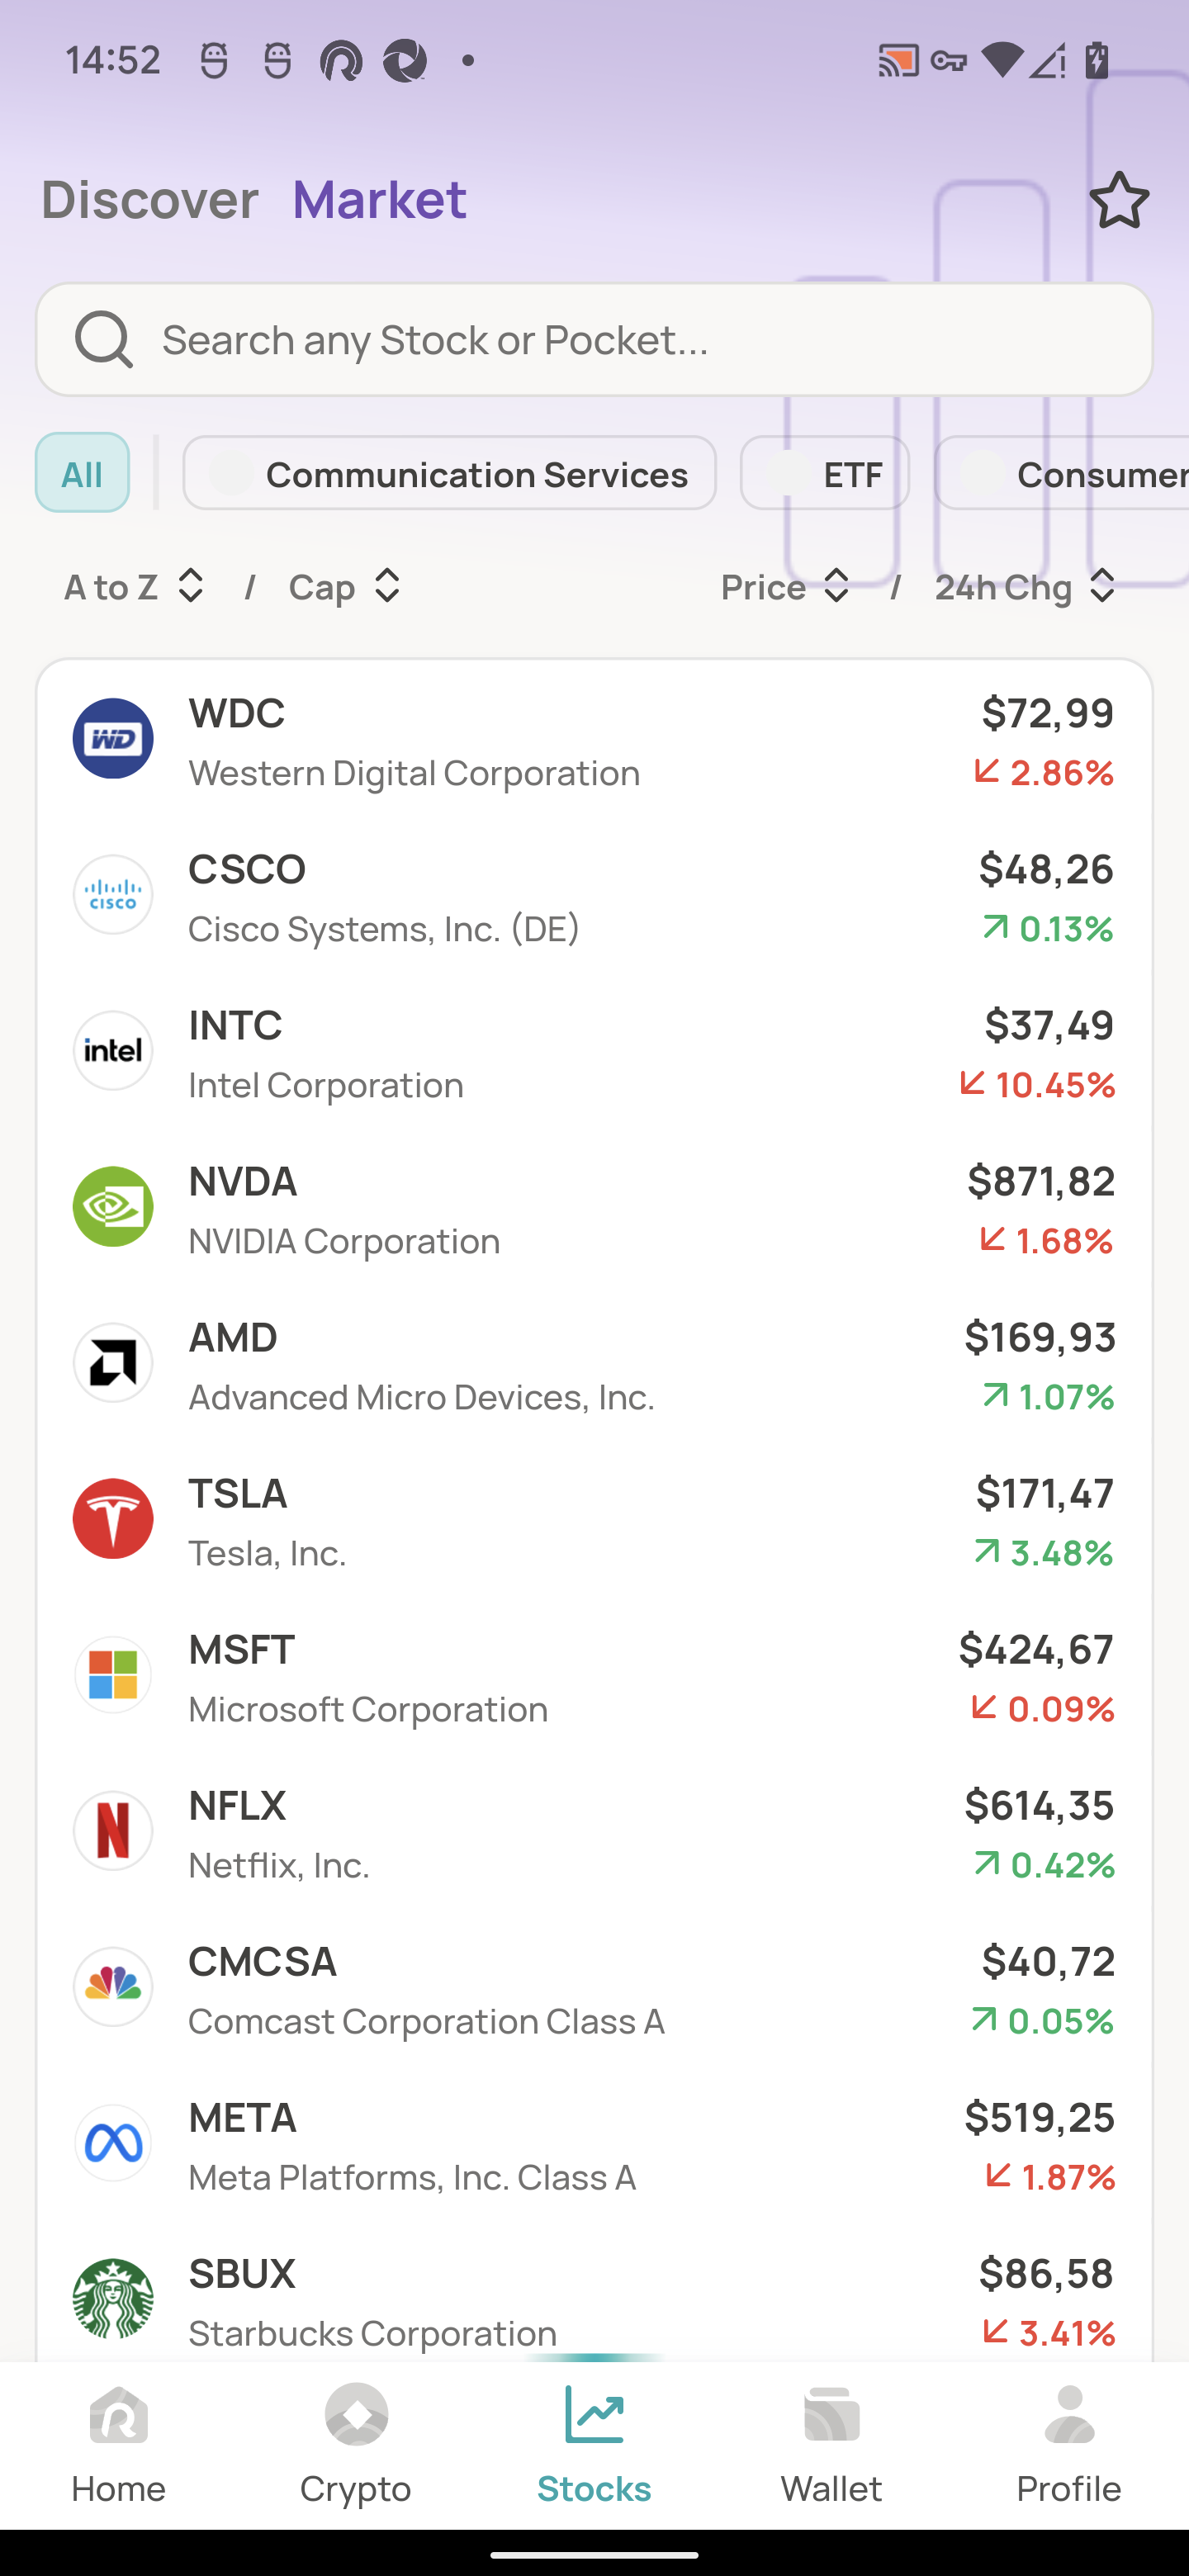 14:52
Discover Market
Search any Stock or Pocket...
All Communication Services ETF Consumer
A to Z / Cap Price / 24h Chg
WD WDC $72,99
Western Digital Corporation 2.86%
CISCO CSCO $48,26
Cisco Systems, Inc. (DE) 0.13%
intel INTC $37,49
Intel Corporation 10.45%
NVDA $871,82
NVIDIA Corporation 1.68%
AMD $169,93
Advanced Micro Devices, Inc. 1.07%
TSLA $171,47
Tesla, Inc. 3.48%
MSFT $424,67
Microsoft Corporation 0.09%
NFLX $614,35
Netflix, Inc. 0.42%
CMCSA $40,72
Comcast Corporation Class A 0.05%
META $519,25
Meta Platforms, Inc. Class A 1.87%
SBUX $86,58
Starbucks Corporation 3.41%
Home Crypto Stocks Wallet Profile